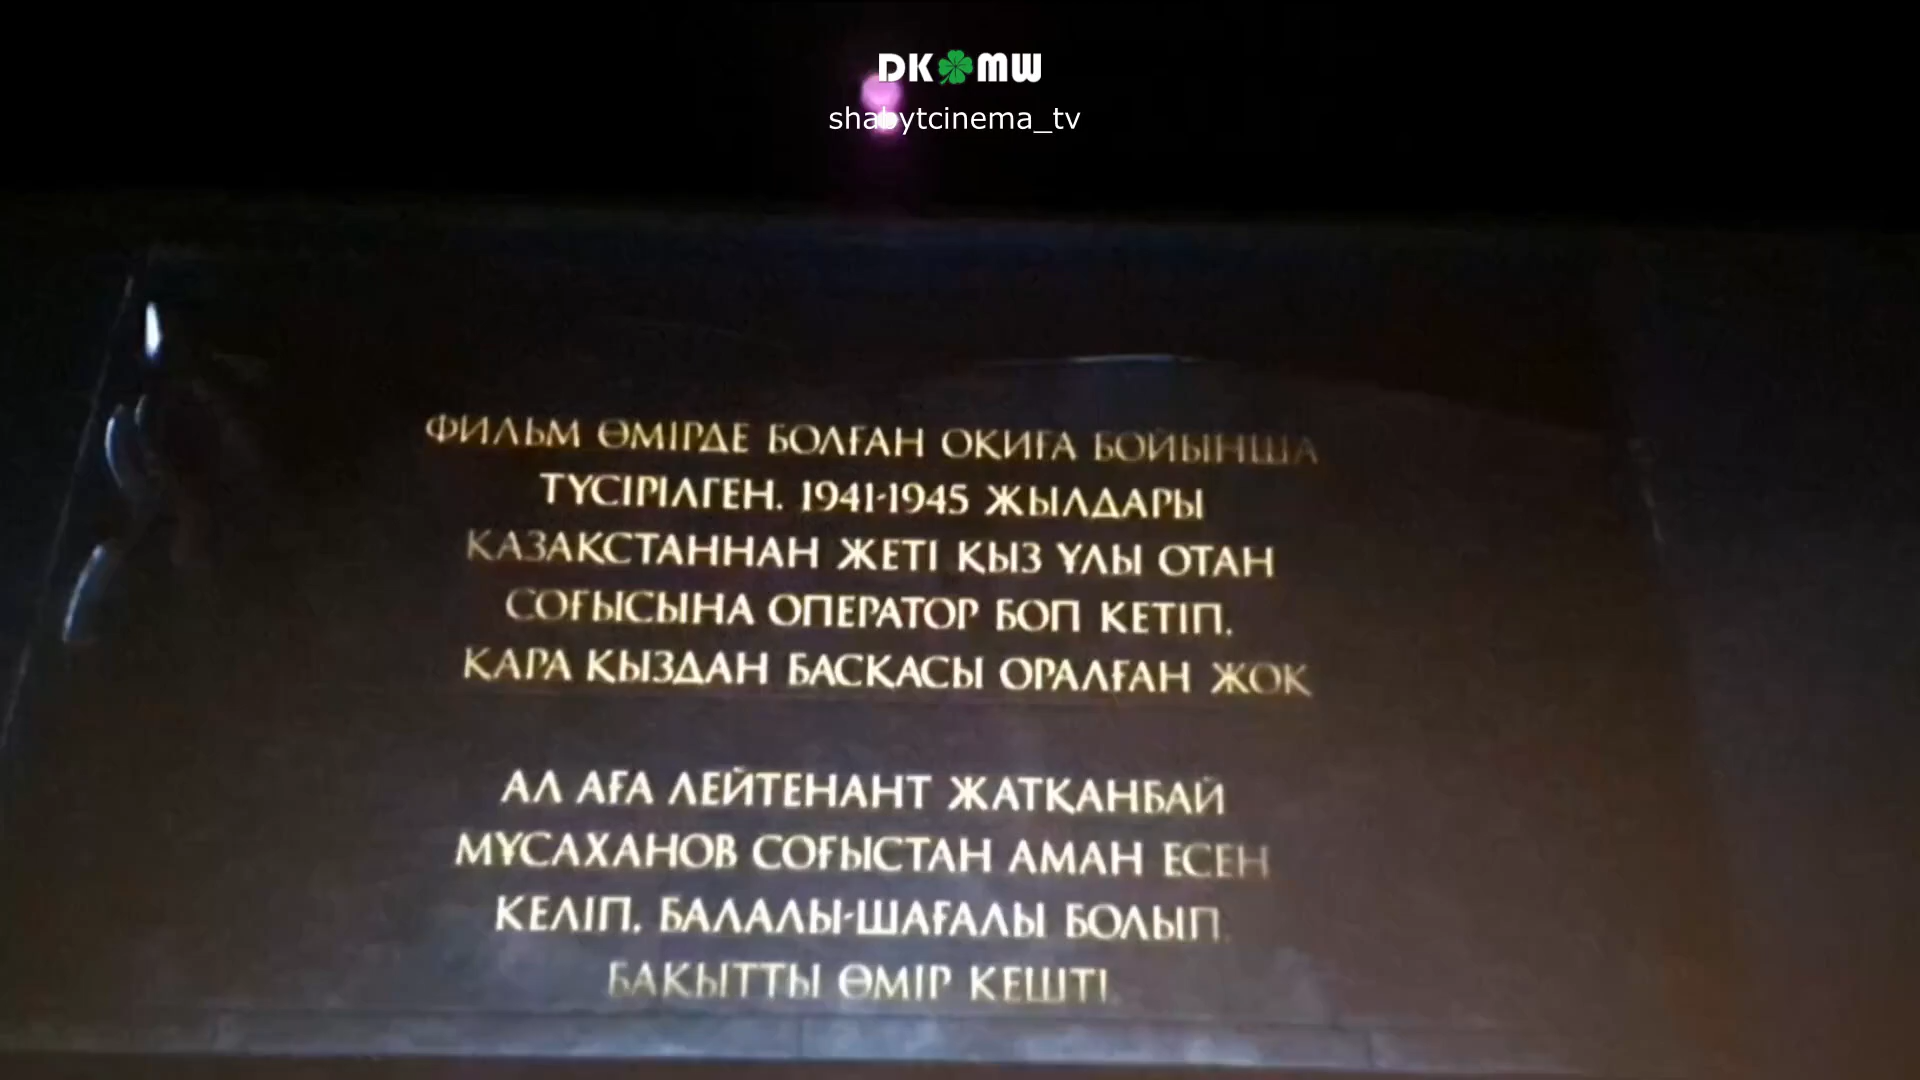 DK MW
shabytcinema_tv
ФИЛЬМ ӨМІРДЕ БОЛҒАН ОҚИҒА БОЙЫНША
ТҮСІРІЛГЕН. 1941-1945 ЖЫЛДАРЫ
ҚАЗАҚСТАННАН ЖЕТІ ҚЫЗ ҰЛЫ ОТАН
СОҒЫСЫНА ОПЕРАТОР БОП КЕТІП,
ҚАРА ҚЫЗДАН БАСҚАСЫ ОРАЛҒАН ЖОҚ
АЛ АҒА ЛЕЙТЕНАНТ ЖАТҚАНБАЙ
МҰСАХАНОВ СОҒЫСТАН АМАН ЕСЕН
КЕЛІП, БАЛАЛЫ-ШАҒАЛЫ БОЛЫП,
БАҚЫТТЫ ӨМІР КЕШТІ.